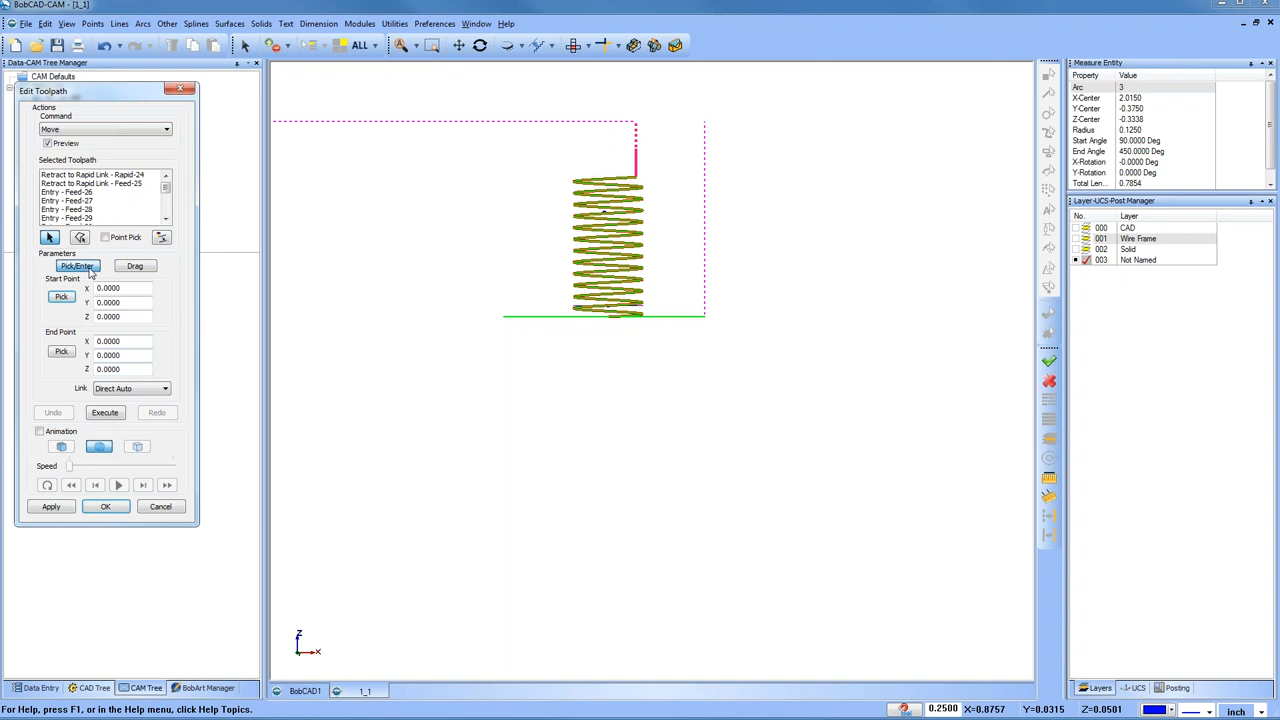 BobCAD-CAM - [1_1]
File Edit View Points Lines Arcs Other Splines Surfaces Solids Text Dimension Modules Utilities Preferences Window Help
ALL
Data-CAM Tree Manager
CAM Defaults
Edit Toolpath
Actions
Command
Move
Preview
Selected Toolpath
Retract to Rapid Link - Rapid-24
Retract to Rapid Link - Feed-25
Entry - Feed-26
Entry - Feed-27
Entry - Feed-28
Entry - Feed-29
Point Pick
Parameters
Pick/Enter Drag
Start Point
X 0.0000
Pick
Y 0.0000
Z 0.0000
End Point
X 0.0000
Pick
Y 0.0000
Z 0.0000
Link Direct Auto
Undo Execute Redo
Animation
Speed
Apply OK Cancel
Z
X
Measure Entity
Property Value
Arc 3
X-Center 2.0150
Y-Center -0.3750
Z-Center -0.3338
Radius 0.1250
Start Angle 90.0000 Deg
End Angle 450.0000 Deg
X-Rotation -0.0000 Deg
Y-Rotation 0.0000 Deg
Total Len... 0.7854
Layer-UCS-Post Manager
No. Layer
000 CAD
001 Wire Frame
002 Solid
003 Not Named
Data Entry CAD Tree CAM Tree BobArt Manager
BobCAD1 1_1
Layers UCS Posting
For Help, press F1, or in the Help menu, click Help Topics.
0.2500 X=0.8757 Y=0.0315 Z=0.0501 inch